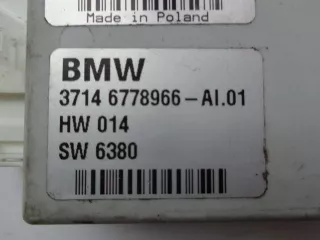 Made in Poland
BMW
3714 6778966-AI.01
HW 014
SW 6380